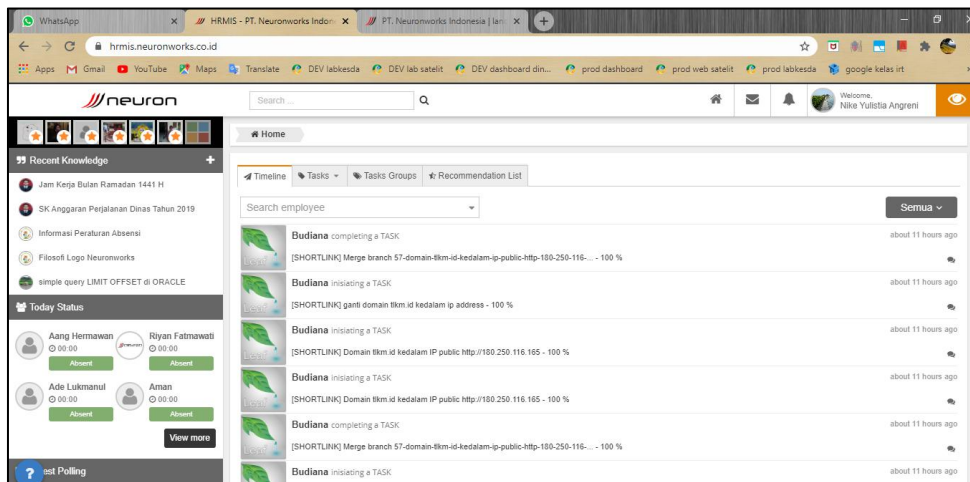 WhatsApp
HRMIS - PT. Neuronworks Indon
PT. Neuronworks Indonesia | lan
hrmis.neuronworks.co.id
Apps
Gmail
YouTube
Maps
Translate
DEV labkesda
DEV lab satelit
DEV dashboard din...
prod dashboard
prod web satelit
prod labkesda
google kelas irt
neuron
Search ...
Welcome,
Nike Yulistia Angreni
Home
Recent Knowledge
Jam Kerja Bulan Ramadan 1441 H
SK Anggaran Perjalanan Dinas Tahun 2019
Informasi Peraturan Absensi
Filosofi Logo Neuronworks
simple query LIMIT OFFSET di ORACLE
Today Status
Aang Hermawan
00:00
Absent
Riyan Fatmawati
00:00
Absent
Ade Lukmanul
00:00
Absent
Aman
00:00
Absent
View more
est Polling
?
Timeline
Tasks
Tasks Groups
Recommendation List
Search employee
Semua
Budiana completing a TASK
about 11 hours ago
[SHORTLINK] Merge branch 57-domain-tlkm-id-kedalam-ip-public-http-180-250-116-... - 100 %
Budiana inisiating a TASK
about 11 hours ago
[SHORTLINK] ganti domain tlkm.id kedalam ip address - 100 %
Budiana inisiating a TASK
about 11 hours ago
[SHORTLINK] Domain tlkm.id kedalam IP public http://180.250.116.165 - 100 %
Budiana inisiating a TASK
about 11 hours ago
[SHORTLINK] Domain tlkm.id kedalam IP public http://180.250.116.165 - 100 %
Budiana inisiating a TASK
about 11 hours ago
[SHORTLINK] Merge branch 57-domain-tlkm-id-kedalam-ip-public-http-180-250-116-... - 100 %
Budiana inisiating a TASK
about 11 hours ago